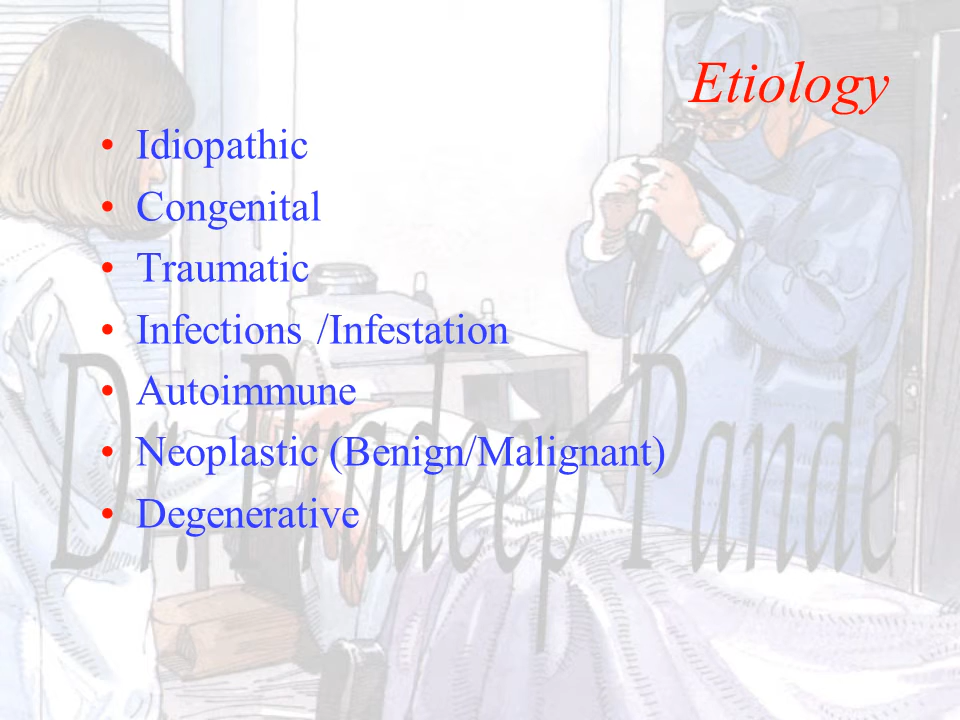 Etiology
• Idiopathic
• Congenital
• Traumatic
• Infections /Infestation
• Autoimmune
• Neoplastic (Benign/Malignant)
• Degenerative
Dr. Pradeep Pande